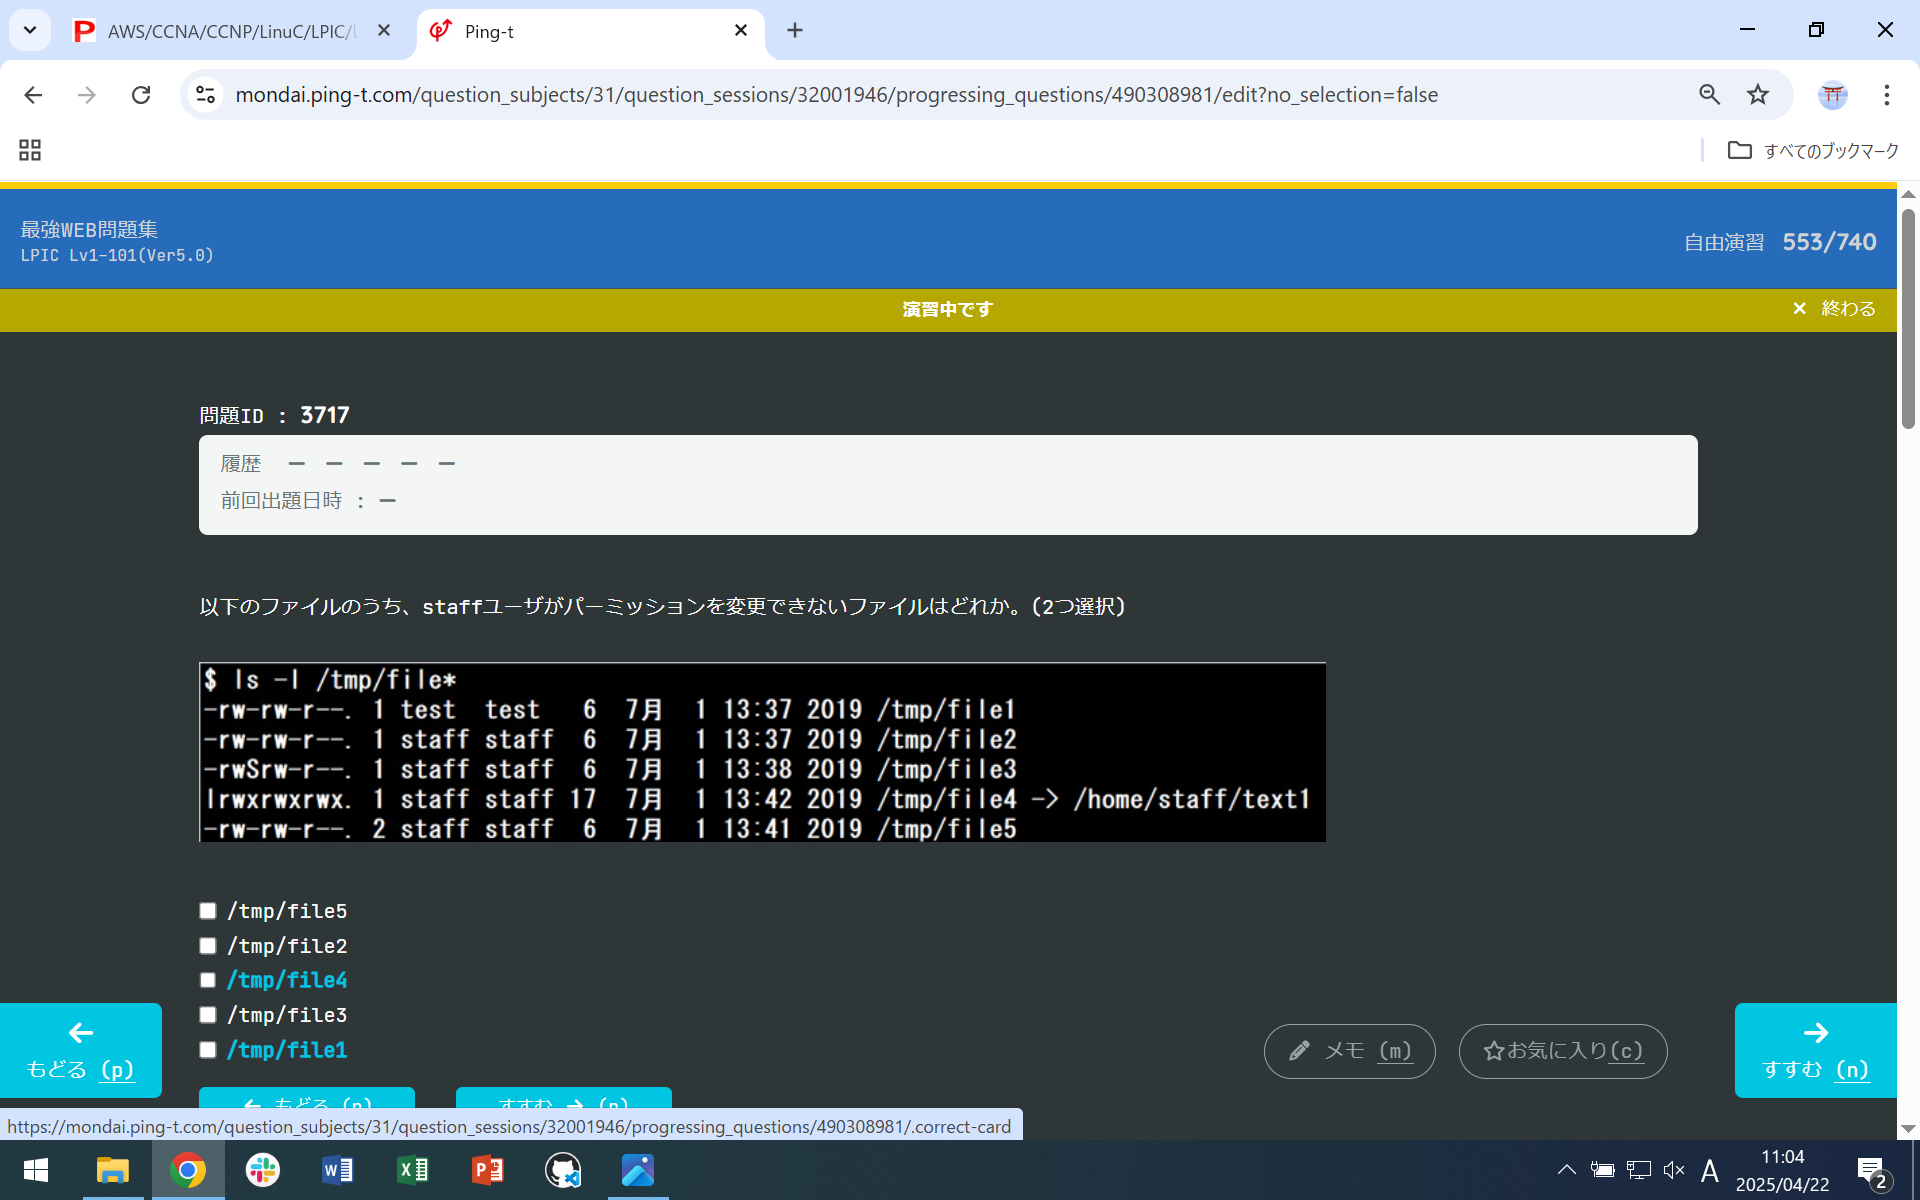 AWS/CCNA/CCNP/LinuC/LPIC/
Ping-t
mondai.ping-t.com/question_subjects/31/question_sessions/32001946/progressing_questions/490308981/edit?no_selection=false
すべてのブックマーク
最強WEB問題集
LPIC Lv1-101(Ver5.0)
自由演習 553/740
演習中です
× 終わる
問題ID : 3717
履歴 － － － － －
前回出題日時 : －
以下のファイルのうち、staffユーザがパーミッションを変更できないファイルはどれか。(2つ選択)
$ ls -l /tmp/file*
-rw-rw-r--. 1 test test 6 7月 1 13:37 2019 /tmp/file1
-rw-rw-r--. 1 staff staff 6 7月 1 13:37 2019 /tmp/file2
-rwSrw-r--. 1 staff staff 6 7月 1 13:38 2019 /tmp/file3
lrwxrwxrwx. 1 staff staff 17 7月 1 13:42 2019 /tmp/file4 -> /home/staff/text1
-rw-rw-r--. 2 staff staff 6 7月 1 13:41 2019 /tmp/file5
/tmp/file5
/tmp/file2
/tmp/file4
/tmp/file3
/tmp/file1
← もどる (p)
メモ (m)
お気に入り(c)
→ すすむ (n)
← もどる (p)
すすむ → (n)
https://mondai.ping-t.com/question_subjects/31/question_sessions/32001946/progressing_questions/490308981/.correct-card
A
11:04
2025/04/22
2